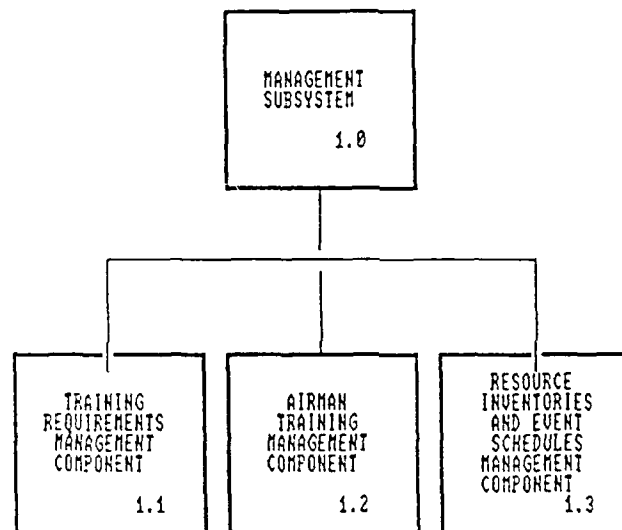 MANAGEMENT
SUBSYSTEM
1.0
TRAINING
REQUIREMENTS
MANAGEMENT
COMPONENT
1.1
AIRMAN
TRAINING
MANAGEMENT
COMPONENT
1.2
RESOURCE
INVENTORIES
AND EVENT
SCHEDULES
MANAGEMENT
COMPONENT
1.3